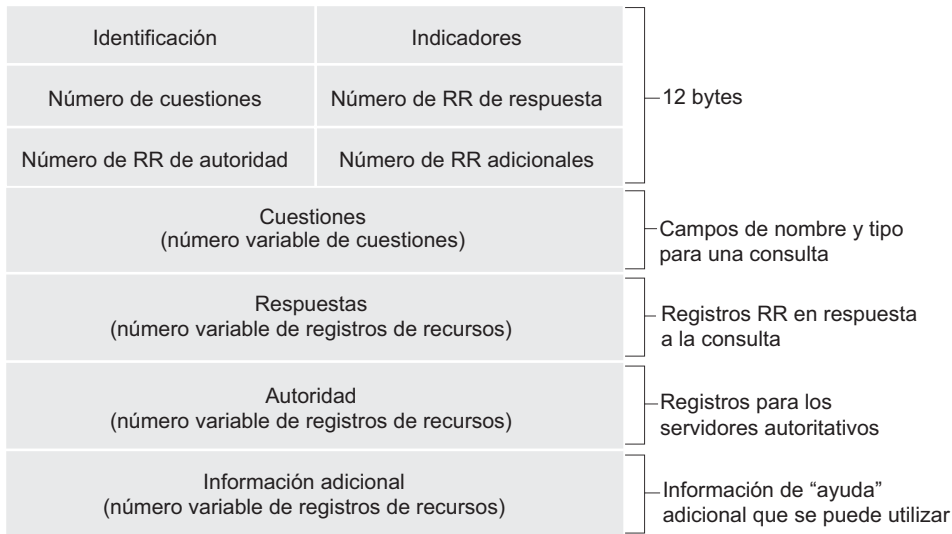 Identificación
Indicadores
Número de cuestiones
Número de RR de respuesta
12 bytes
Número de RR de autoridad
Número de RR adicionales
Cuestiones
(número variable de cuestiones)
Campos de nombre y tipo
para una consulta
Respuestas
(número variable de registros de recursos)
Registros RR en respuesta
a la consulta
Autoridad
(número variable de registros de recursos)
Registros para los
servidores autoritativos
Información adicional
(número variable de registros de recursos)
Información de “ayuda”
adicional que se puede utilizar